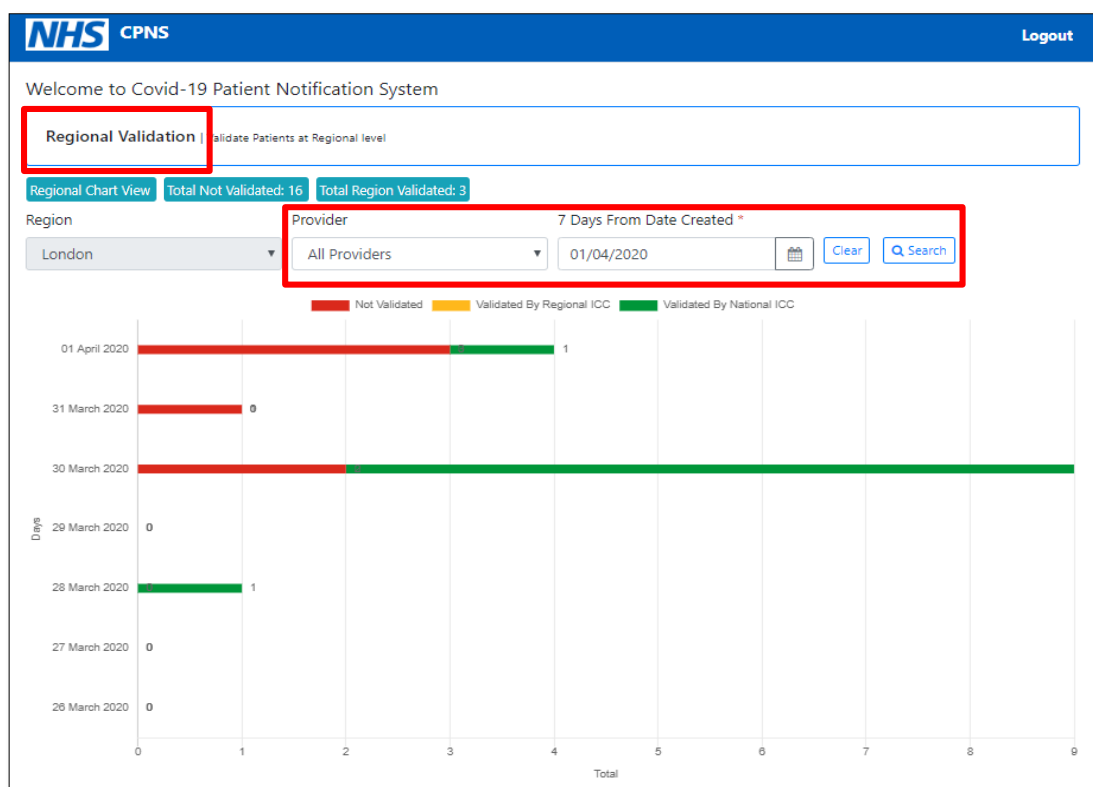 NHS CPNS Logout
Welcome to Covid-19 Patient Notification System
Regional Validation | Validate Patients at Regional level
Regional Chart View Total Not Validated: 16 Total Region Validated: 3
Region Provider 7 Days From Date Created *
London All Providers 01/04/2020 Clear Search
Not Validated Validated By Regional ICC Validated By National ICC
01 April 2020 1
31 March 2020 0
30 March 2020
Days
29 March 2020 0
28 March 2020 1
27 March 2020 0
26 March 2020 0
0 1 2 3 4 5 6 7 8 9
Total